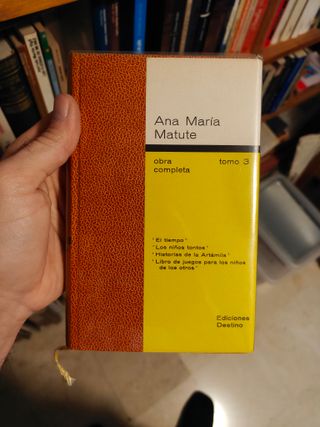 Ana María
Matute
obra tomo 3
completa
'El tiempo'
'Los niños tontos'
'Historias de la Artámila'
'Libro de juegos para los niños
de los otros'
Ediciones
Destino